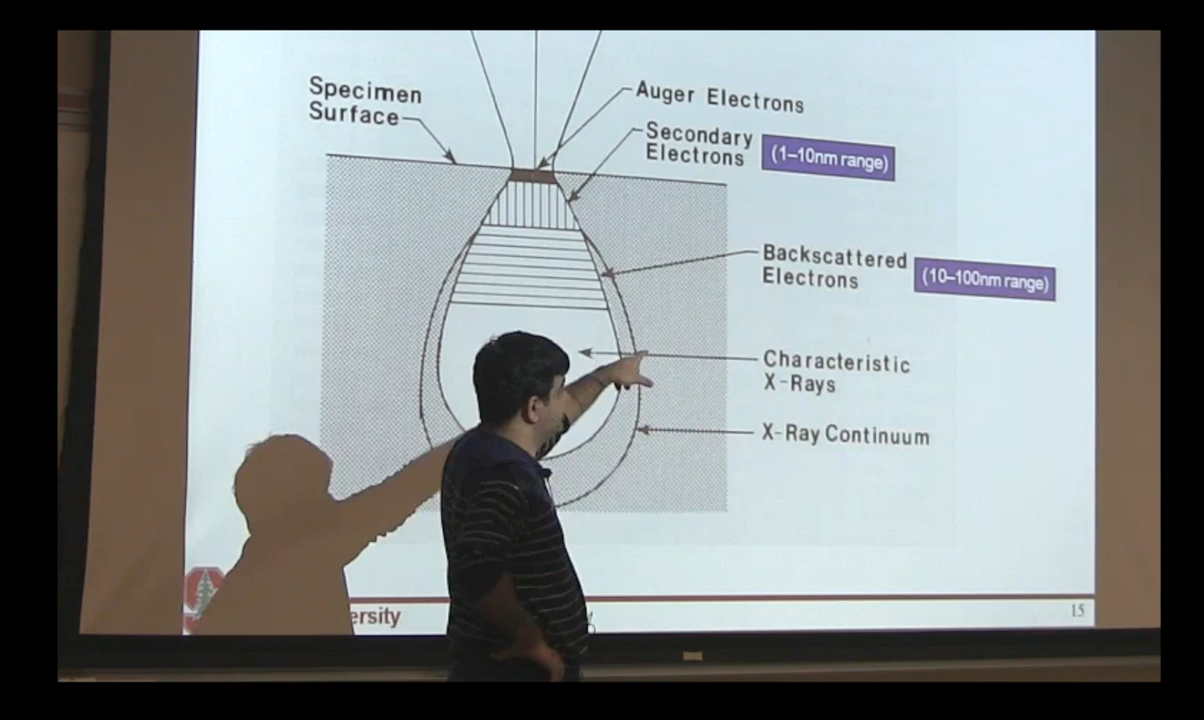 Specimen
Surface
Auger Electrons
Secondary
Electrons
(1–10nm range)
Backscattered
Electrons
(10–100nm range)
Characteristic
X-Rays
X-Ray Continuum
ersity
15